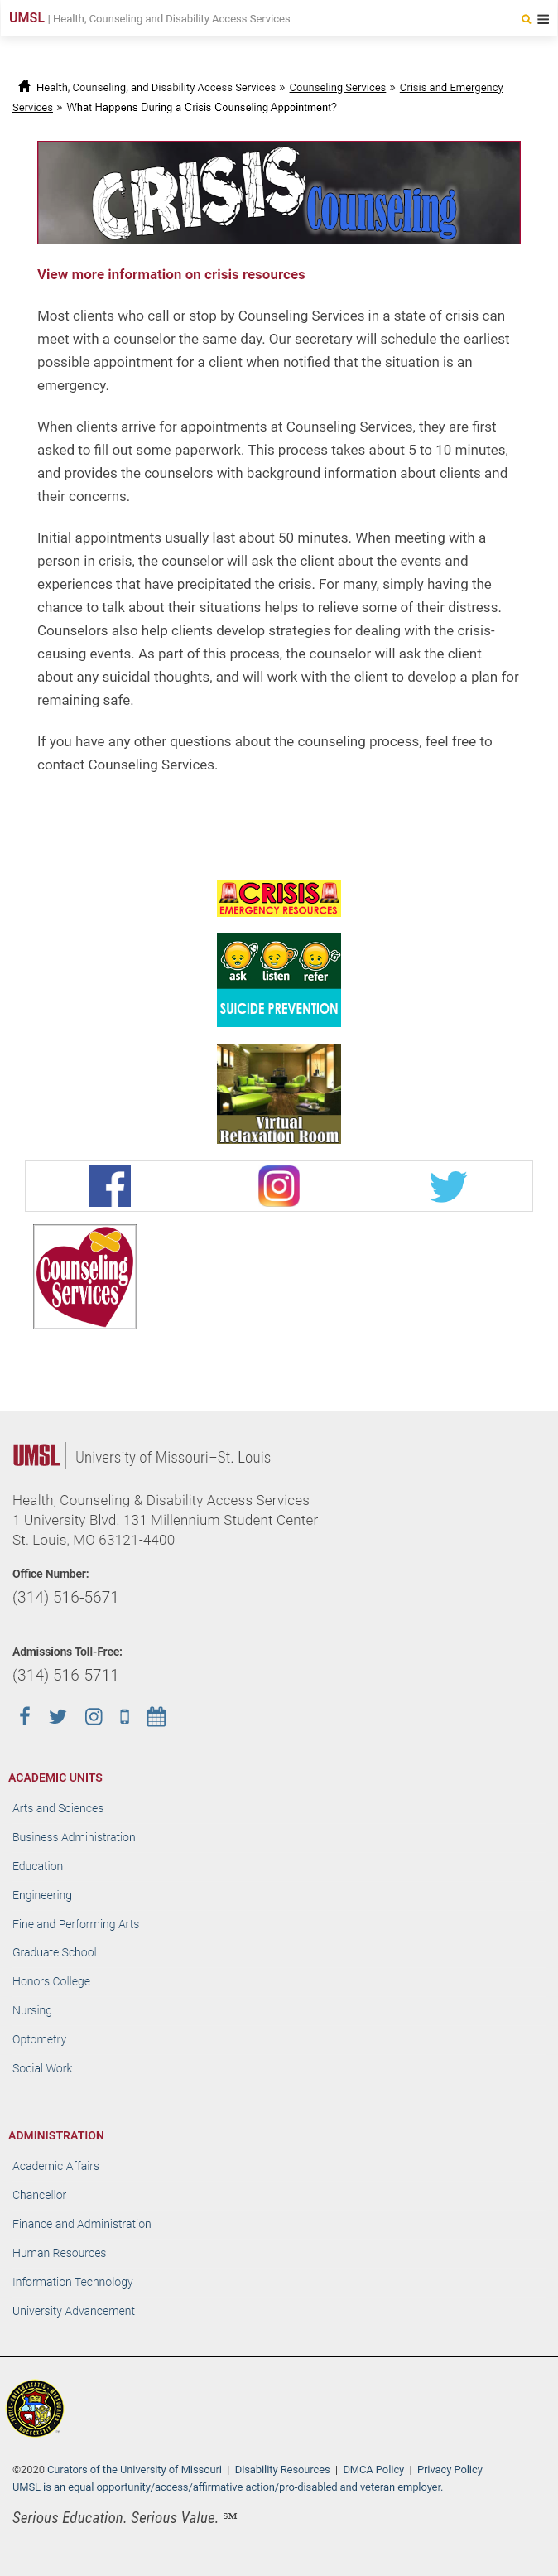 UMSL | Health, Counseling and Disability Access Services
Health, Counseling, and Disability Access Services » Counseling Services » Crisis and Emergency
Services » What Happens During a Crisis Counseling Appointment?
CRISIS Counseling
View more information on crisis resources
Most clients who call or stop by Counseling Services in a state of crisis can
meet with a counselor the same day. Our secretary will schedule the earliest
possible appointment for a client when notified that the situation is an
emergency.
When clients arrive for appointments at Counseling Services, they are first
asked to fill out some paperwork. This process takes about 5 to 10 minutes,
and provides the counselors with background information about clients and
their concerns.
Initial appointments usually last about 50 minutes. When meeting with a
person in crisis, the counselor will ask the client about the events and
experiences that have precipitated the crisis. For many, simply having the
chance to talk about their situations helps to relieve some of their distress.
Counselors also help clients develop strategies for dealing with the crisis-
causing events. As part of this process, the counselor will ask the client
about any suicidal thoughts, and will work with the client to develop a plan for
remaining safe.
If you have any other questions about the counseling process, feel free to
contact Counseling Services.
CRISIS
EMERGENCY RESOURCES
ask listen refer
SUICIDE PREVENTION
Virtual
Relaxation Room
Counseling
Services
UMSL University of Missouri–St. Louis
Health, Counseling & Disability Access Services
1 University Blvd. 131 Millennium Student Center
St. Louis, MO 63121-4400
Office Number:
(314) 516-5671
Admissions Toll-Free:
(314) 516-5711
ACADEMIC UNITS
Arts and Sciences
Business Administration
Education
Engineering
Fine and Performing Arts
Graduate School
Honors College
Nursing
Optometry
Social Work
ADMINISTRATION
Academic Affairs
Chancellor
Finance and Administration
Human Resources
Information Technology
University Advancement
©2020 Curators of the University of Missouri | Disability Resources | DMCA Policy | Privacy Policy
UMSL is an equal opportunity/access/affirmative action/pro-disabled and veteran employer.
Serious Education. Serious Value. ℠